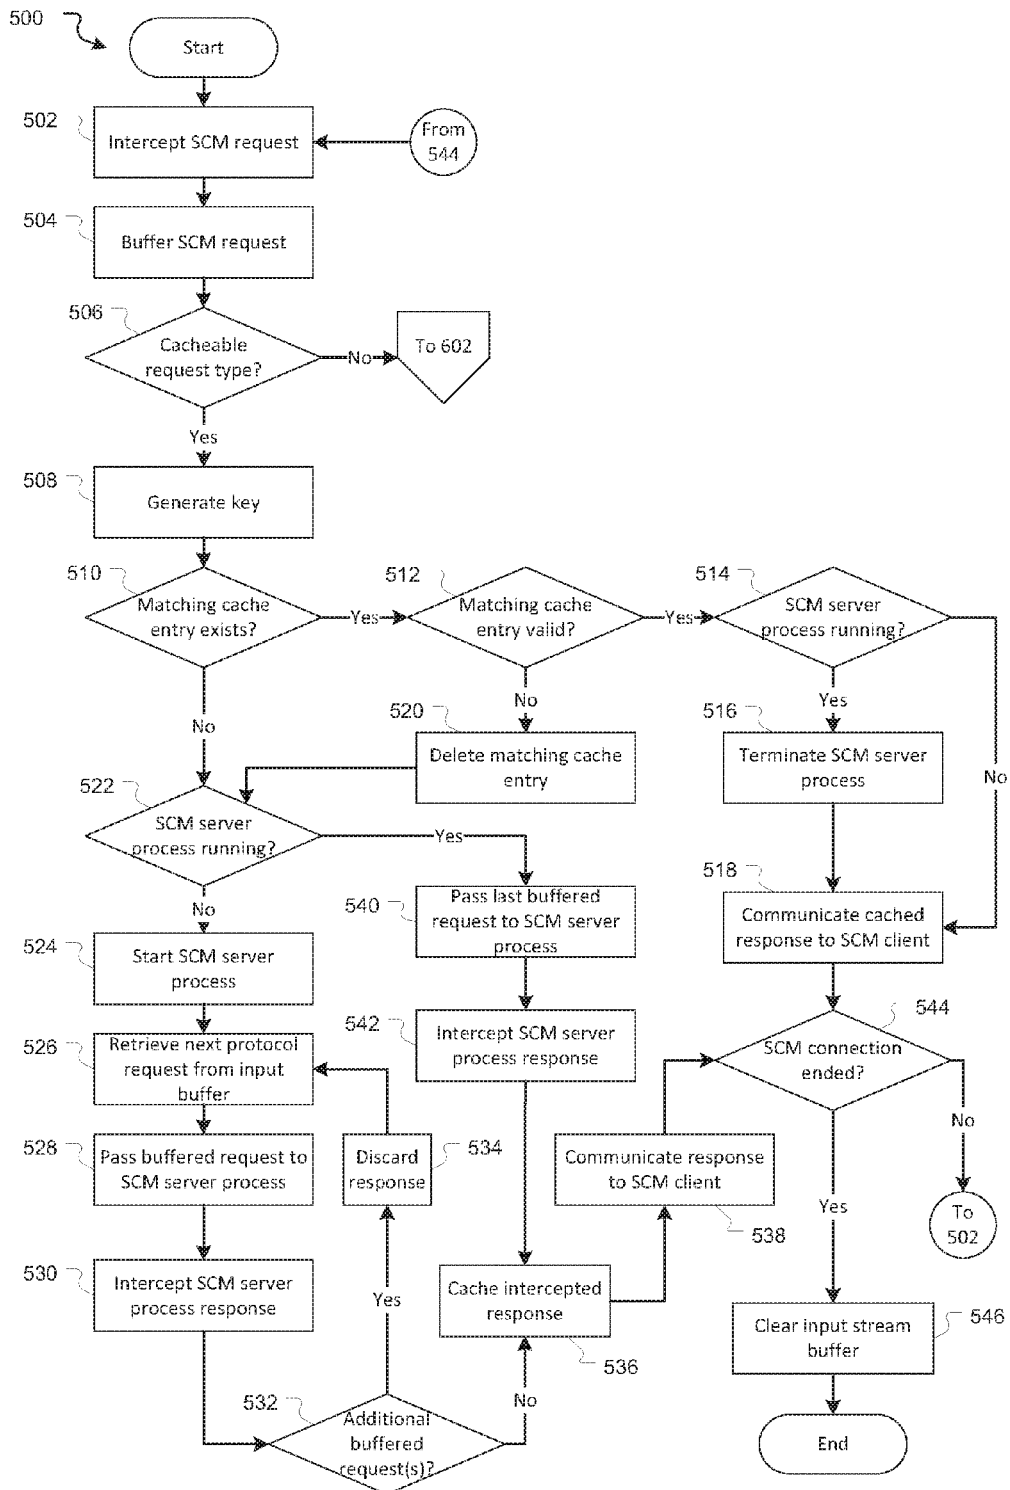 500
Start
502
Intercept SCM request
From
544
504
Buffer SCM request
506
Cacheable
request type?
No
To 602
Yes
508
Generate key
510
Matching cache
entry exists?
Yes
512
Matching cache
entry valid?
Yes
514
SCM server
process running?
No
No
Yes
No
520
Delete matching cache
entry
516
Terminate SCM server
process
522
SCM server
process running?
Yes
No
518
Communicate cached
response to SCM client
540
Pass last buffered
request to SCM server
process
524
Start SCM server
process
542
Intercept SCM server
process response
544
SCM connection
ended?
526
Retrieve next protocol
request from input
buffer
No
528
Pass buffered request to
SCM server process
Discard
response
534
Communicate response
to SCM client
538
Yes
To
502
530
Intercept SCM server
process response
Yes
Cache intercepted
response
536
Clear input stream
buffer
546
532
Additional
buffered
request(s)?
No
End